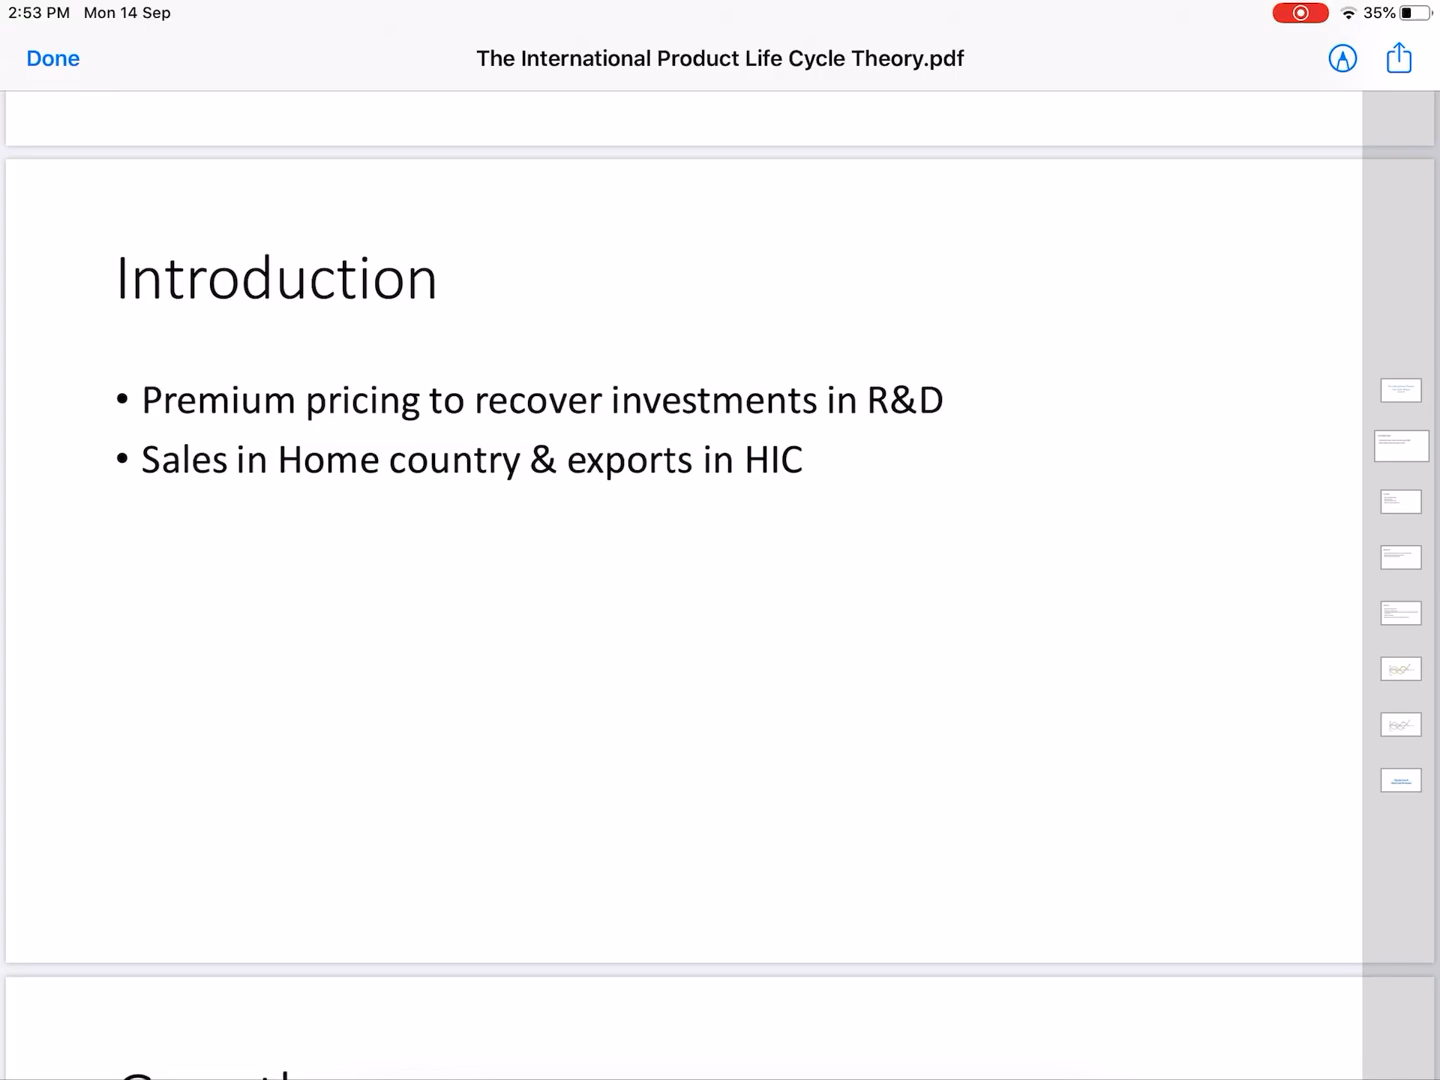 2:53 PM Mon 14 Sep
35%
Done
The International Product Life Cycle Theory.pdf
Introduction
• Premium pricing to recover investments in R&D
• Sales in Home country & exports in HIC